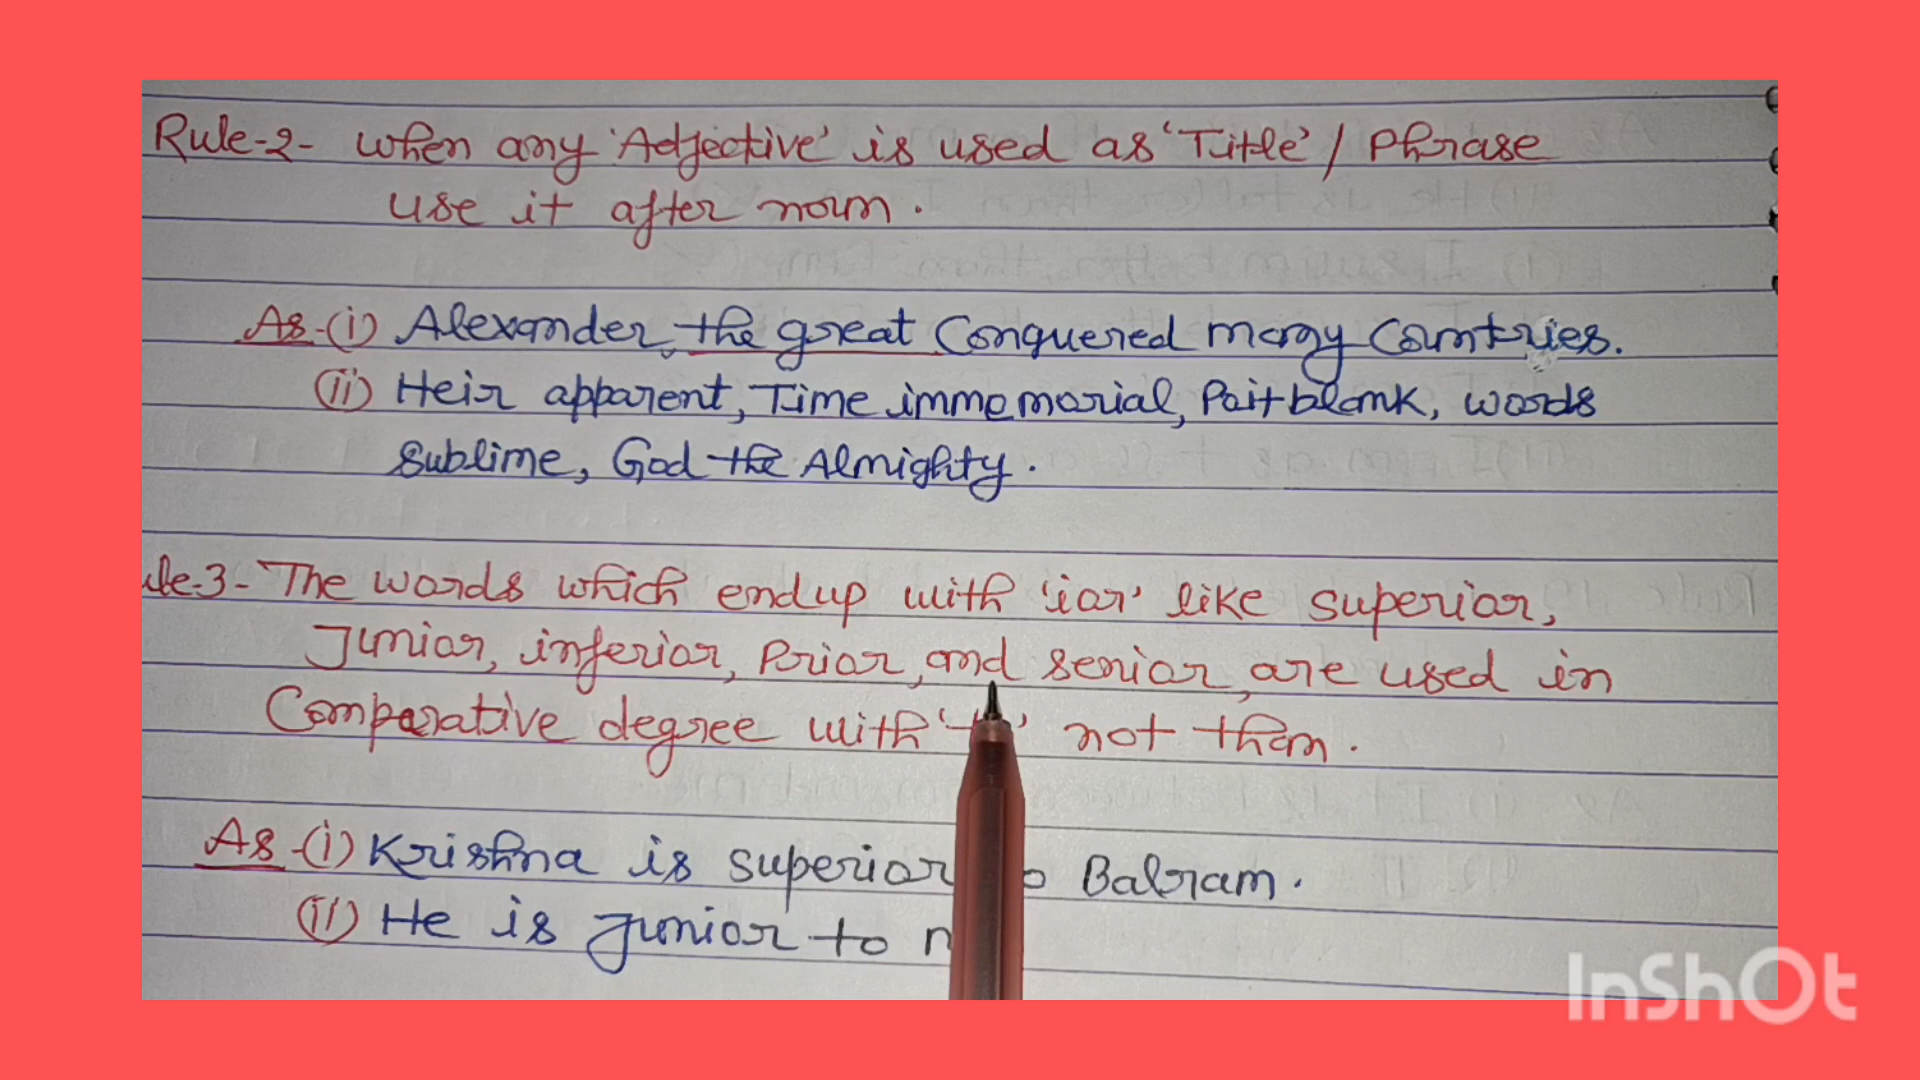 Rule-2- When any 'Adjective' is used as 'Title' / Phrase
use it after noun.
As-(i) Alexander, the great Conquered many Countries.
(ii) Heir apparent, Time immemorial, Paitblank, words
Sublime, God the Almighty.
ule-3- The words which endup with 'ior' like superior,
Junior, inferior, Prior, and senior, are used in
Comparative degree with not than.
As-(i) Krishna is superior Balram.
(ii) He is junior to
InShOt